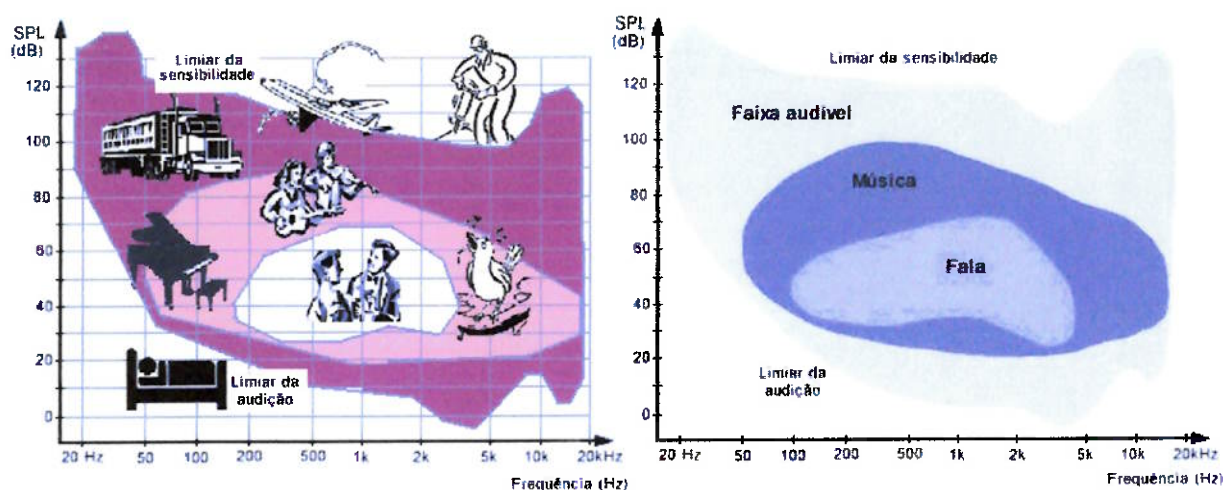 SPL
(dB)
Limiar da
sensibilidade
120
100
80
60
40
20
0
Limiar da
audição
20 Hz
50
100
200
500
1k
2k
5k
10k
20kHz
Frequência (Hz)
SPL
(dB)
Limiar da sensibilidade
120
Faixa audível
100
Música
80
60
Fala
40
20
Limiar da
audição
0
20 Hz
50
100
200
500
1k
2k
5k
10k
20kHz
Frequência (Hz)